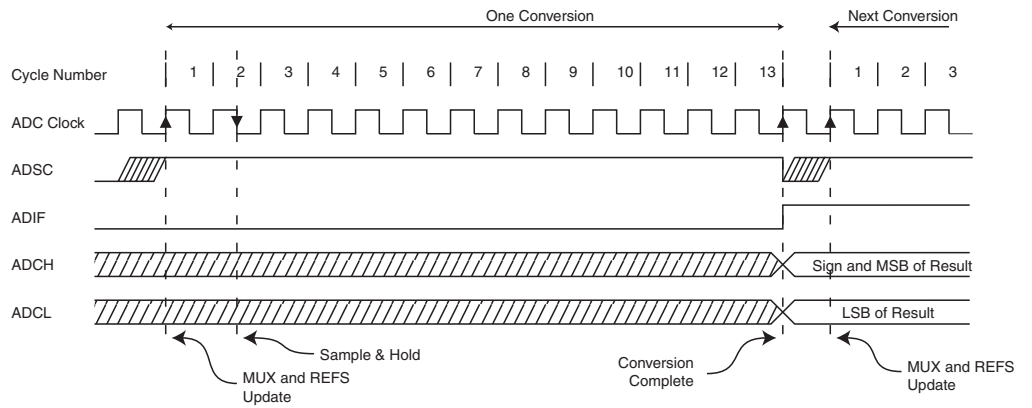 One Conversion
Next Conversion
Cycle Number 1 2 3 4 5 6 7 8 9 10 11 12 13 1 2 3
ADC Clock
ADSC
ADIF
ADCH
Sign and MSB of Result
ADCL
LSB of Result
Sample & Hold
MUX and REFS
Update
Conversion
Complete
MUX and REFS
Update